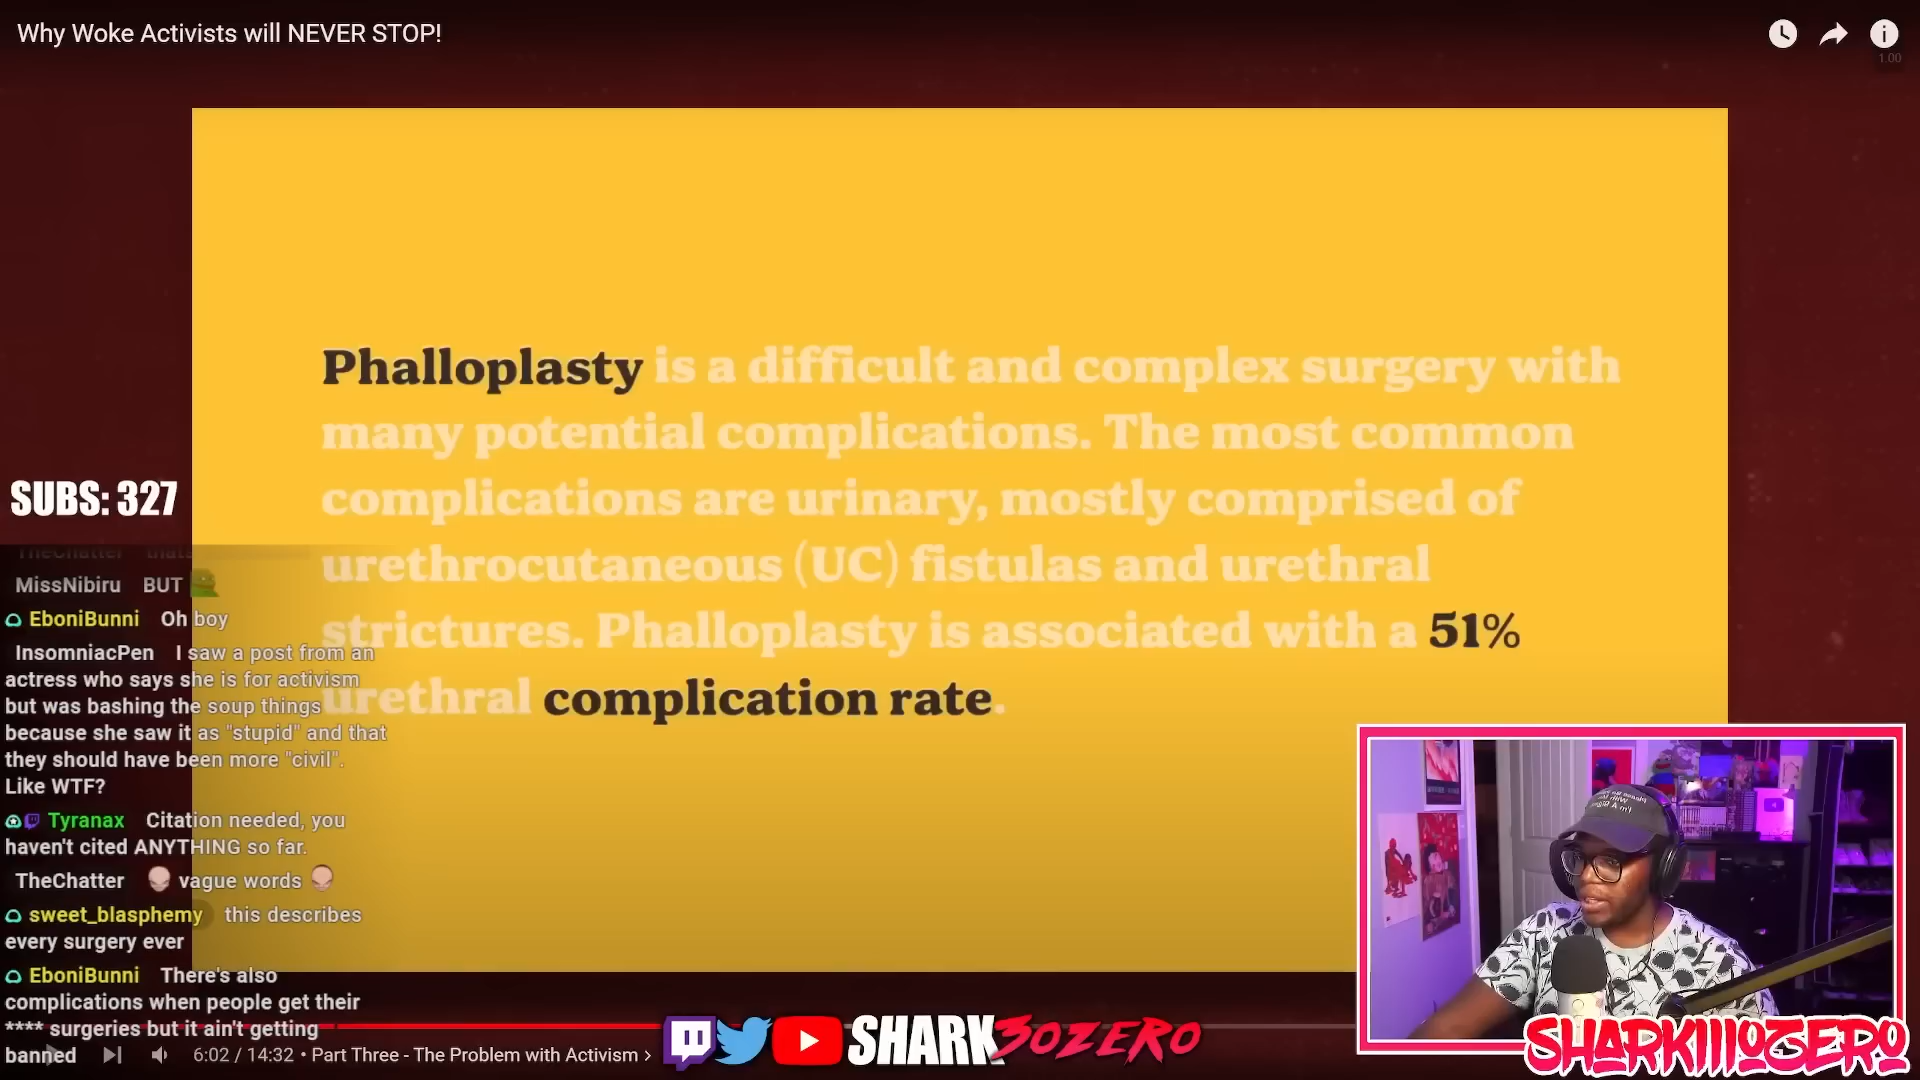 Why Woke Activists will NEVER STOP!
1.00
Phalloplasty is a difficult and complex surgery with
many potential complications. The most common
complications are urinary, mostly comprised of
urethrocutaneous (UC) fistulas and urethral
strictures. Phalloplasty is associated with a 51%
urethral complication rate.
SUBS: 327
TheChatter thats
MissNibiru BUT
EboniBunni Oh boy
InsomniacPen I saw a post from an
actress who says she is for activism
but was bashing the soup things
because she saw it as "stupid" and that
they should have been more "civil".
Like WTF?
Tyranax Citation needed, you
haven't cited ANYTHING so far.
TheChatter vague words
sweet_blasphemy this describes
every surgery ever
EboniBunni There's also
complications when people get their
**** surgeries but it ain't getting
banned
6:02 / 14:32 • Part Three - The Problem with Activism ›
SHARK3OZERO
SHARKIIIOZERO